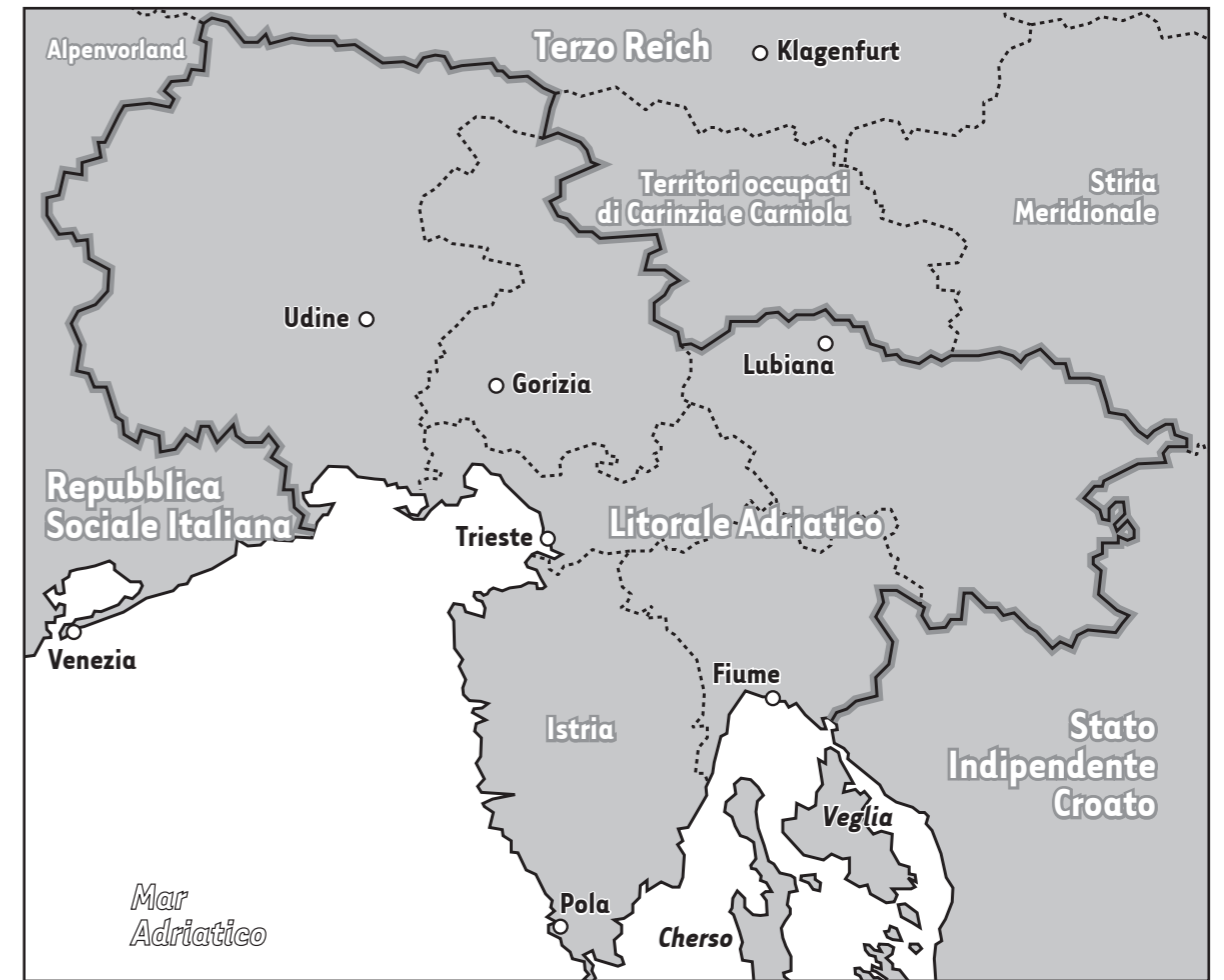 Alpenvorland
Terzo Reich
Klagenfurt
Territori occupati
di Carinzia e Carniola
Stiria
Meridionale
Udine
Gorizia
Lubiana
Repubblica
Sociale Italiana
Trieste
Litorale Adriatico
Venezia
Fiume
Istria
Stato
Indipendente
Croato
Veglia
Mar
Adriatico
Pola
Cherso